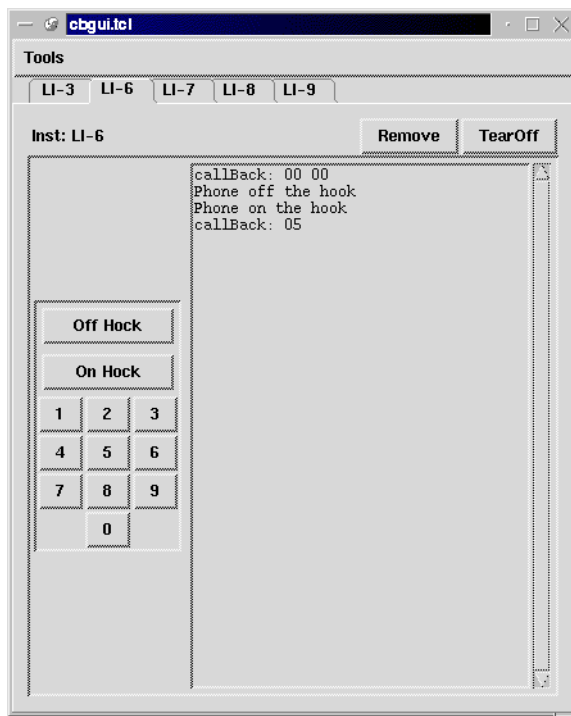 cbgui.tcl
Tools
LI-3 LI-6 LI-7 LI-8 LI-9
Inst: LI-6 Remove TearOff
callBack: 00 00
Phone off the hook
Phone on the hook
callBack: 05
Off Hock
On Hock
1 2 3
4 5 6
7 8 9
0